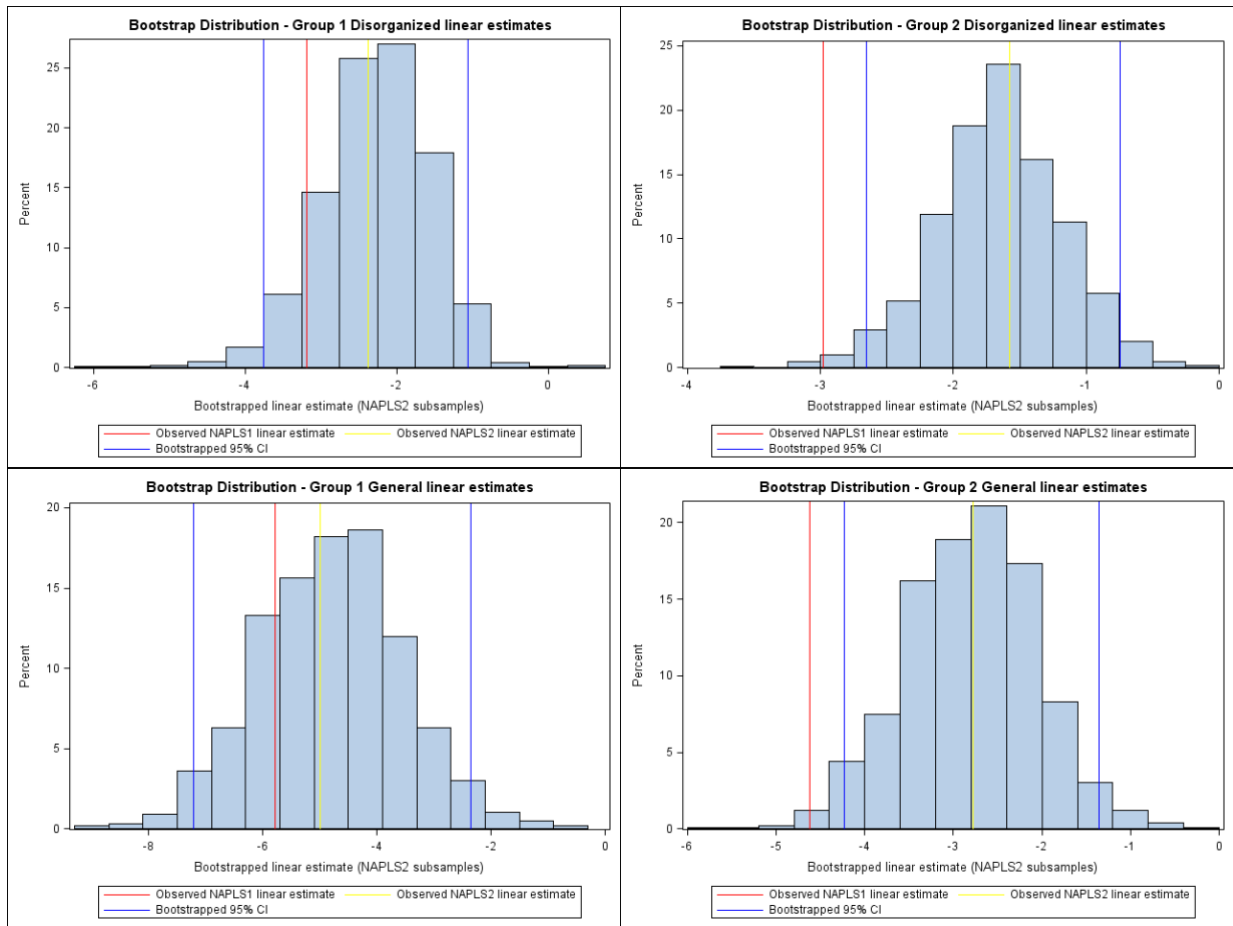 Bootstrap Distribution - Group 1 Disorganized linear estimates
25
20
15
10
5
0
Percent
-6 -4 -2 0
Bootstrapped linear estimate (NAPLS2 subsamples)
Observed NAPLS1 linear estimate Observed NAPLS2 linear estimate
Bootstrapped 95% CI
Bootstrap Distribution - Group 2 Disorganized linear estimates
25
20
15
10
5
0
Percent
-4 -3 -2 -1 0
Bootstrapped linear estimate (NAPLS2 subsamples)
Observed NAPLS1 linear estimate Observed NAPLS2 linear estimate
Bootstrapped 95% CI
Bootstrap Distribution - Group 1 General linear estimates
20
15
10
5
0
Percent
-8 -6 -4 -2 0
Bootstrapped linear estimate (NAPLS2 subsamples)
Observed NAPLS1 linear estimate Observed NAPLS2 linear estimate
Bootstrapped 95% CI
Bootstrap Distribution - Group 2 General linear estimates
20
15
10
5
0
Percent
-6 -5 -4 -3 -2 -1 0
Bootstrapped linear estimate (NAPLS2 subsamples)
Observed NAPLS1 linear estimate Observed NAPLS2 linear estimate
Bootstrapped 95% CI